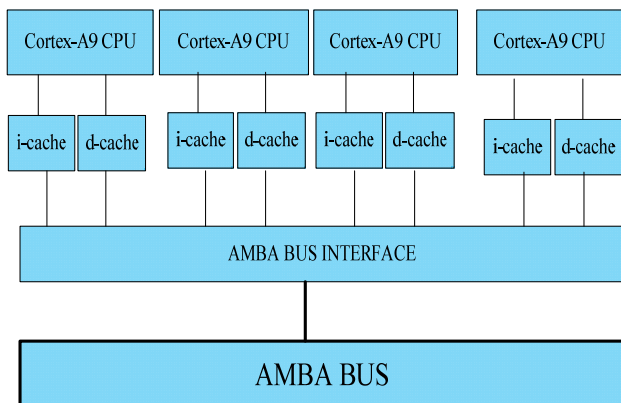 Cortex-A9 CPU
Cortex-A9 CPU
Cortex-A9 CPU
Cortex-A9 CPU
i-cache
d-cache
i-cache
d-cache
i-cache
d-cache
i-cache
d-cache
AMBA BUS INTERFACE
AMBA BUS